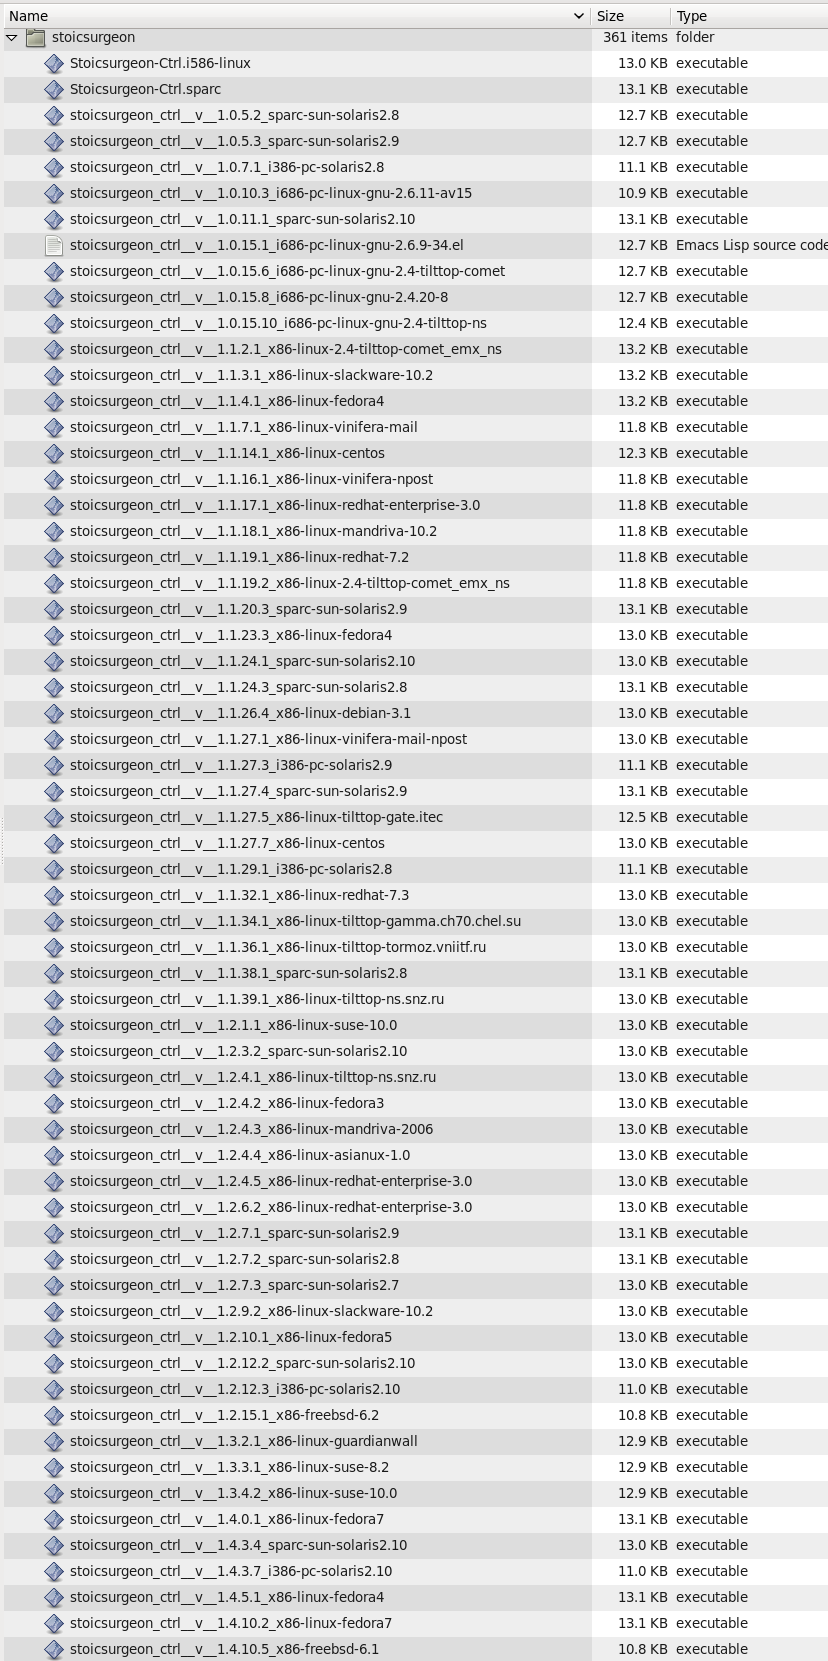 Name Size Type
stoicsurgeon 361 items folder
Stoicsurgeon-Ctrl.i586-linux 13.0 KB executable
Stoicsurgeon-Ctrl.sparc 13.1 KB executable
stoicsurgeon_ctrl__v__1.0.5.2_sparc-sun-solaris2.8 12.7 KB executable
stoicsurgeon_ctrl__v__1.0.5.3_sparc-sun-solaris2.9 12.7 KB executable
stoicsurgeon_ctrl__v__1.0.7.1_i386-pc-solaris2.8 11.1 KB executable
stoicsurgeon_ctrl__v__1.0.10.3_i686-pc-linux-gnu-2.6.11-av15 10.9 KB executable
stoicsurgeon_ctrl__v__1.0.11.1_sparc-sun-solaris2.10 13.1 KB executable
stoicsurgeon_ctrl__v__1.0.15.1_i686-pc-linux-gnu-2.6.9-34.el 12.7 KB Emacs Lisp source code
stoicsurgeon_ctrl__v__1.0.15.6_i686-pc-linux-gnu-2.4-tilttop-comet 12.7 KB executable
stoicsurgeon_ctrl__v__1.0.15.8_i686-pc-linux-gnu-2.4.20-8 12.7 KB executable
stoicsurgeon_ctrl__v__1.0.15.10_i686-pc-linux-gnu-2.4-tilttop-ns 12.4 KB executable
stoicsurgeon_ctrl__v__1.1.2.1_x86-linux-2.4-tilttop-comet_emx_ns 13.2 KB executable
stoicsurgeon_ctrl__v__1.1.3.1_x86-linux-slackware-10.2 13.2 KB executable
stoicsurgeon_ctrl__v__1.1.4.1_x86-linux-fedora4 13.2 KB executable
stoicsurgeon_ctrl__v__1.1.7.1_x86-linux-vinifera-mail 11.8 KB executable
stoicsurgeon_ctrl__v__1.1.14.1_x86-linux-centos 12.3 KB executable
stoicsurgeon_ctrl__v__1.1.16.1_x86-linux-vinifera-npost 11.8 KB executable
stoicsurgeon_ctrl__v__1.1.17.1_x86-linux-redhat-enterprise-3.0 11.8 KB executable
stoicsurgeon_ctrl__v__1.1.18.1_x86-linux-mandriva-10.2 11.8 KB executable
stoicsurgeon_ctrl__v__1.1.19.1_x86-linux-redhat-7.2 11.8 KB executable
stoicsurgeon_ctrl__v__1.1.19.2_x86-linux-2.4-tilttop-comet_emx_ns 11.8 KB executable
stoicsurgeon_ctrl__v__1.1.20.3_sparc-sun-solaris2.9 13.1 KB executable
stoicsurgeon_ctrl__v__1.1.23.3_x86-linux-fedora4 13.0 KB executable
stoicsurgeon_ctrl__v__1.1.24.1_sparc-sun-solaris2.10 13.0 KB executable
stoicsurgeon_ctrl__v__1.1.24.3_sparc-sun-solaris2.8 13.1 KB executable
stoicsurgeon_ctrl__v__1.1.26.4_x86-linux-debian-3.1 13.0 KB executable
stoicsurgeon_ctrl__v__1.1.27.1_x86-linux-vinifera-mail-npost 13.0 KB executable
stoicsurgeon_ctrl__v__1.1.27.3_i386-pc-solaris2.9 11.1 KB executable
stoicsurgeon_ctrl__v__1.1.27.4_sparc-sun-solaris2.9 13.1 KB executable
stoicsurgeon_ctrl__v__1.1.27.5_x86-linux-tilttop-gate.itec 12.5 KB executable
stoicsurgeon_ctrl__v__1.1.27.7_x86-linux-centos 13.0 KB executable
stoicsurgeon_ctrl__v__1.1.29.1_i386-pc-solaris2.8 11.1 KB executable
stoicsurgeon_ctrl__v__1.1.32.1_x86-linux-redhat-7.3 13.0 KB executable
stoicsurgeon_ctrl__v__1.1.34.1_x86-linux-tilttop-gamma.ch70.chel.su 13.0 KB executable
stoicsurgeon_ctrl__v__1.1.36.1_x86-linux-tilttop-tormoz.vniitf.ru 13.0 KB executable
stoicsurgeon_ctrl__v__1.1.38.1_sparc-sun-solaris2.8 13.1 KB executable
stoicsurgeon_ctrl__v__1.1.39.1_x86-linux-tilttop-ns.snz.ru 13.0 KB executable
stoicsurgeon_ctrl__v__1.2.1.1_x86-linux-suse-10.0 13.0 KB executable
stoicsurgeon_ctrl__v__1.2.3.2_sparc-sun-solaris2.10 13.0 KB executable
stoicsurgeon_ctrl__v__1.2.4.1_x86-linux-tilttop-ns.snz.ru 13.0 KB executable
stoicsurgeon_ctrl__v__1.2.4.2_x86-linux-fedora3 13.0 KB executable
stoicsurgeon_ctrl__v__1.2.4.3_x86-linux-mandriva-2006 13.0 KB executable
stoicsurgeon_ctrl__v__1.2.4.4_x86-linux-asianux-1.0 13.0 KB executable
stoicsurgeon_ctrl__v__1.2.4.5_x86-linux-redhat-enterprise-3.0 13.0 KB executable
stoicsurgeon_ctrl__v__1.2.6.2_x86-linux-redhat-enterprise-3.0 13.0 KB executable
stoicsurgeon_ctrl__v__1.2.7.1_sparc-sun-solaris2.9 13.1 KB executable
stoicsurgeon_ctrl__v__1.2.7.2_sparc-sun-solaris2.8 13.1 KB executable
stoicsurgeon_ctrl__v__1.2.7.3_sparc-sun-solaris2.7 13.0 KB executable
stoicsurgeon_ctrl__v__1.2.9.2_x86-linux-slackware-10.2 13.0 KB executable
stoicsurgeon_ctrl__v__1.2.10.1_x86-linux-fedora5 13.0 KB executable
stoicsurgeon_ctrl__v__1.2.12.2_sparc-sun-solaris2.10 13.0 KB executable
stoicsurgeon_ctrl__v__1.2.12.3_i386-pc-solaris2.10 11.0 KB executable
stoicsurgeon_ctrl__v__1.2.15.1_x86-freebsd-6.2 10.8 KB executable
stoicsurgeon_ctrl__v__1.3.2.1_x86-linux-guardianwall 12.9 KB executable
stoicsurgeon_ctrl__v__1.3.3.1_x86-linux-suse-8.2 12.9 KB executable
stoicsurgeon_ctrl__v__1.3.4.2_x86-linux-suse-10.0 12.9 KB executable
stoicsurgeon_ctrl__v__1.4.0.1_x86-linux-fedora7 13.1 KB executable
stoicsurgeon_ctrl__v__1.4.3.4_sparc-sun-solaris2.10 13.0 KB executable
stoicsurgeon_ctrl__v__1.4.3.7_i386-pc-solaris2.10 11.0 KB executable
stoicsurgeon_ctrl__v__1.4.5.1_x86-linux-fedora4 13.1 KB executable
stoicsurgeon_ctrl__v__1.4.10.2_x86-linux-fedora7 13.1 KB executable
stoicsurgeon_ctrl__v__1.4.10.5_x86-freebsd-6.1 10.8 KB executable